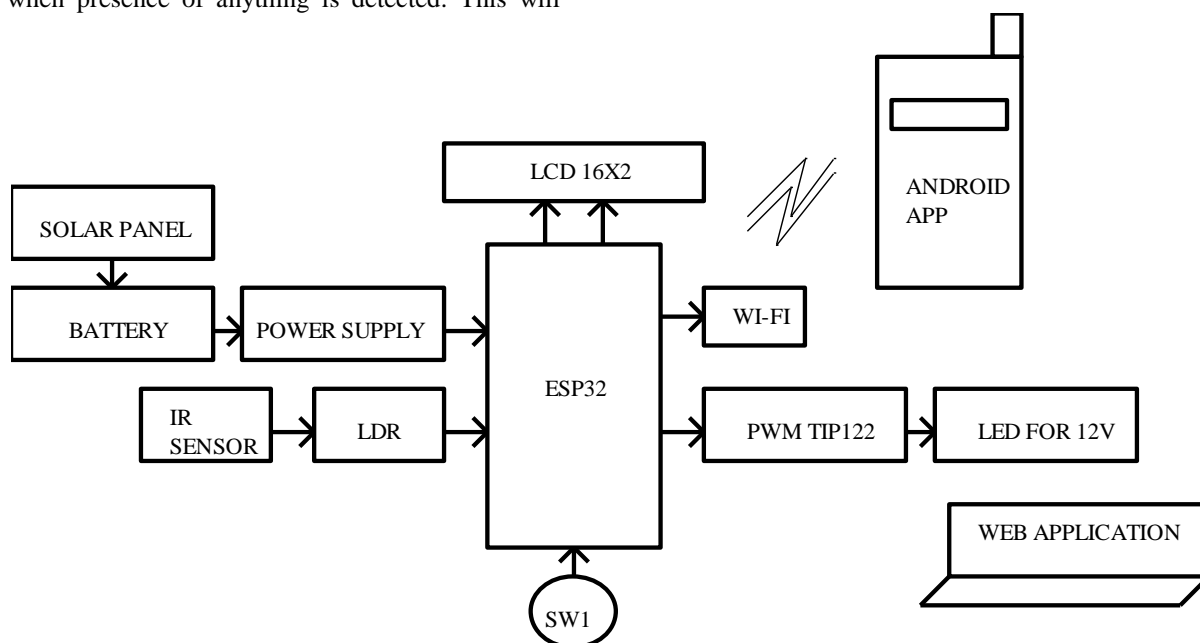 when presence of anything is detected. This will
LCD 16X2
ANDROID
APP
SOLAR PANEL
BATTERY
POWER SUPPLY
WI-FI
ESP32
IR
SENSOR
LDR
PWM TIP122
LED FOR 12V
WEB APPLICATION
SW1